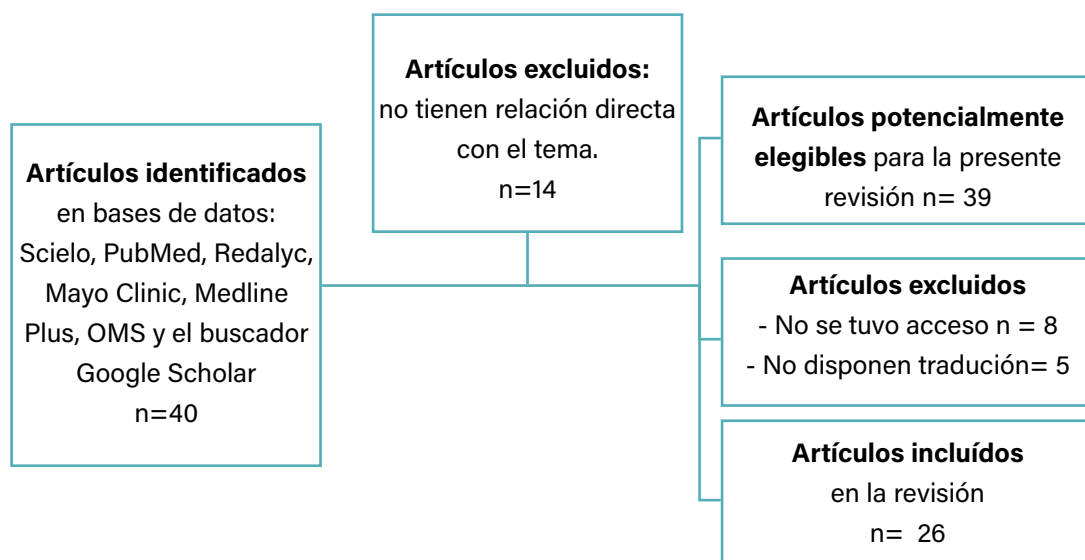 Artículos identificados
en bases de datos:
Scielo, PubMed, Redalyc,
Mayo Clinic, Medline
Plus, OMS y el buscador
Google Scholar
n=40
Artículos excluidos:
no tienen relación directa
con el tema.
n=14
Artículos potencialmente
elegibles para la presente
revisión n= 39
Artículos excluidos
- No se tuvo acceso n = 8
- No disponen tradución= 5
Artículos incluídos
en la revisión
n= 26